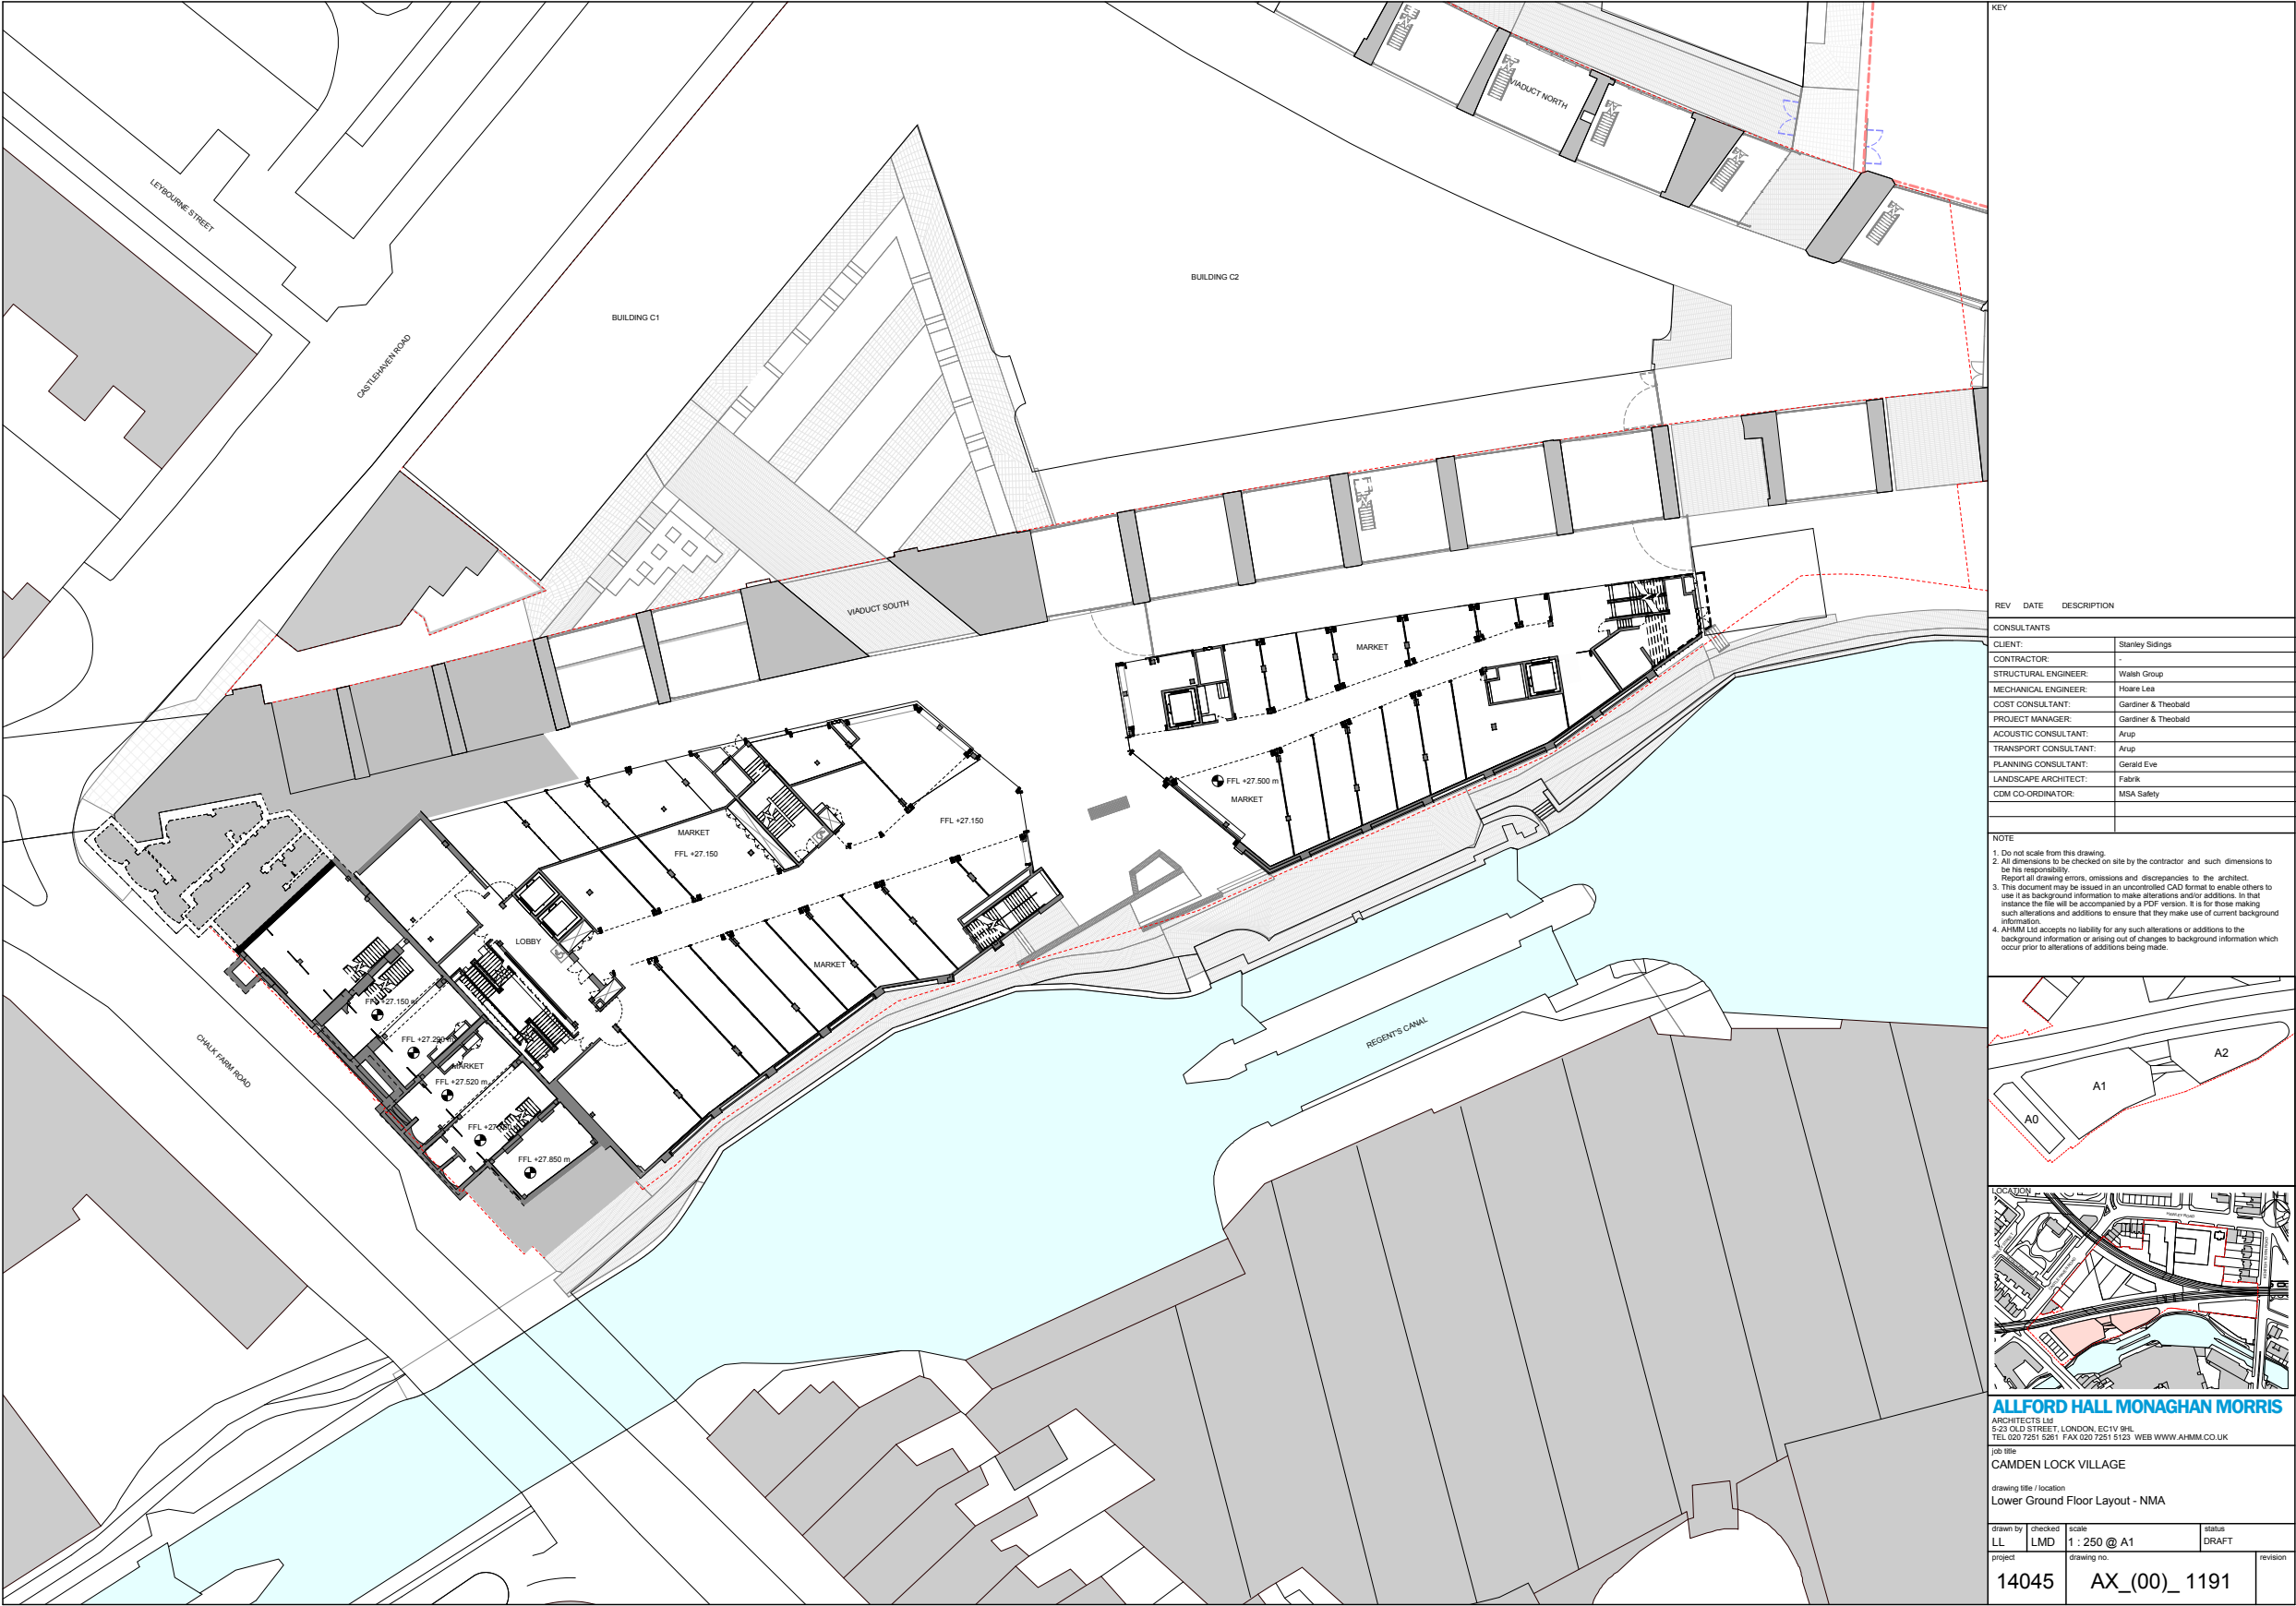 KEY
VIADUCT NORTH
LEYBOURNE STREET
BUILDING C2
BUILDING C1
CASTLEHAVEN ROAD
VIADUCT SOUTH
MARKET
FFL +27.500 m
MARKET
FFL +27.150
MARKET
FFL +27.150
LOBBY
MARKET
FFL +27.150 m
MARKET
FFL +27.520 m
FFL +27.850 m
CHALK FARM ROAD
REGENT'S CANAL
REV DATE DESCRIPTION
CONSULTANTS
CLIENT: Stanley Sidings
CONTRACTOR: -
STRUCTURAL ENGINEER: Walsh Group
MECHANICAL ENGINEER: Hoare Lea
COST CONSULTANT: Gardiner & Theobald
PROJECT MANAGER: Gardiner & Theobald
ACOUSTIC CONSULTANT: Arup
TRANSPORT CONSULTANT: Arup
PLANNING CONSULTANT: Gerald Eve
LANDSCAPE ARCHITECT: Fabrik
CDM CO-ORDINATOR: MSA Safety
NOTE
1. Do not scale from this drawing.
2. All dimensions to be checked on site by the contractor and such dimensions to
be his responsibility.
Report all drawing errors, omissions and discrepancies to the architect.
3. This document may be issued in an uncontrolled CAD format to enable others to
use it as background information to make alterations and/or additions. In that
instance the file will be accompanied by a PDF version. It is for those making
such alterations and additions to ensure that they make use of current background
information.
4. AHMM Ltd accepts no liability for any such alterations or additions to the
background information or arising out of changes to background information which
occur prior to alterations of additions being made.
A2
A1
A0
LOCATION
ALLFORD HALL MONAGHAN MORRIS
ARCHITECTS Ltd
5-23 OLD STREET, LONDON, EC1V 9HL
TEL 020 7251 5261 FAX 020 7251 5123 WEB WWW.AHMM.CO.UK
job title
CAMDEN LOCK VILLAGE
drawing title / location
Lower Ground Floor Layout - NMA
drawn by checked scale status
LL LMD 1 : 250 @ A1 DRAFT
project drawing no. revision
14045 AX_(00)_ 1191